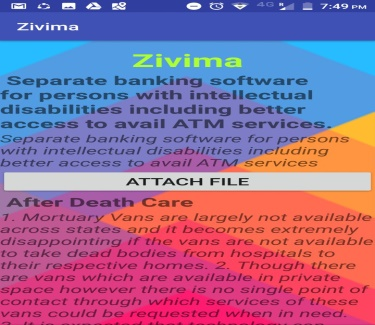 4G 7:49 PM
Zivima
Zivima
Separate banking software
for persons with intellectual
disabilities including better
access to avail ATM services.
Separate banking software for persons
with intellectual disabilities including
better access to avail ATM services
ATTACH FILE
After Death Care
1. Mortuary Vans are largely not available
across states and it becomes extremely
disappointing if the vans are not available
to take dead bodies from hospitals to
their respective homes. 2. Though there
are vans which are available in private
space however there is no single point of
contact through which services of these
vans could be requested when in need.